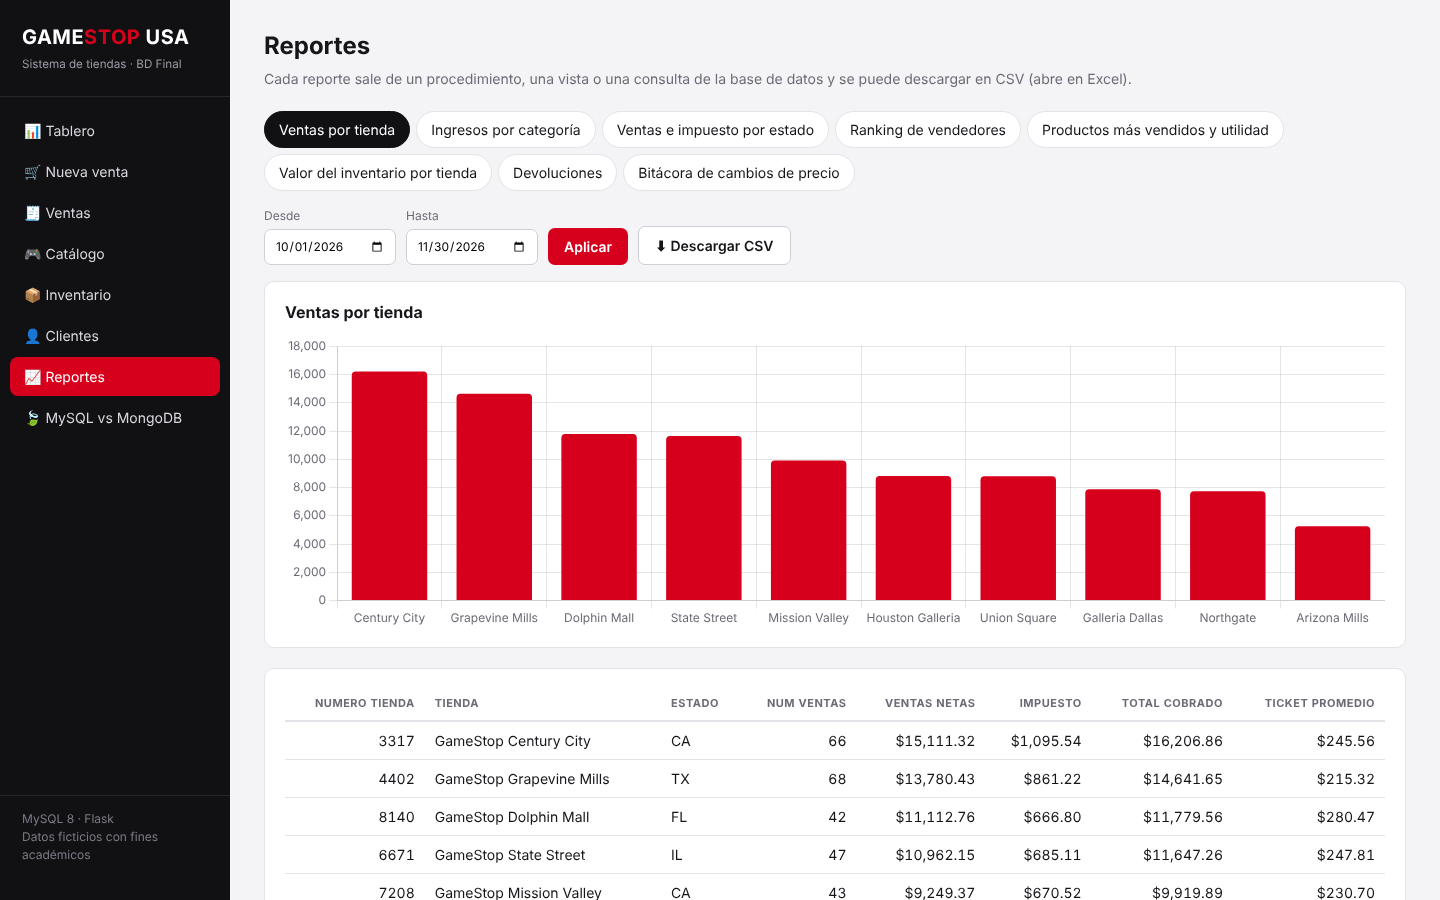 GAMESTOP USA
Sistema de tiendas · BD Final
Tablero
Nueva venta
Ventas
Catálogo
Inventario
Clientes
Reportes
MySQL vs MongoDB
MySQL 8 · Flask
Datos ficticios con fines
académicos
Reportes
Cada reporte sale de un procedimiento, una vista o una consulta de la base de datos y se puede descargar en CSV (abre en Excel).
Ventas por tienda Ingresos por categoría Ventas e impuesto por estado Ranking de vendedores Productos más vendidos y utilidad
Valor del inventario por tienda Devoluciones Bitácora de cambios de precio
Desde Hasta
10/01/2026 11/30/2026 Aplicar ⬇ Descargar CSV
Ventas por tienda
18,000
16,000
14,000
12,000
10,000
8,000
6,000
4,000
2,000
0
Century City Grapevine Mills Dolphin Mall State Street Mission Valley Houston Galleria Union Square Galleria Dallas Northgate Arizona Mills
NUMERO TIENDA TIENDA ESTADO NUM VENTAS VENTAS NETAS IMPUESTO TOTAL COBRADO TICKET PROMEDIO
3317 GameStop Century City CA 66 $15,111.32 $1,095.54 $16,206.86 $245.56
4402 GameStop Grapevine Mills TX 68 $13,780.43 $861.22 $14,641.65 $215.32
8140 GameStop Dolphin Mall FL 42 $11,112.76 $666.80 $11,779.56 $280.47
6671 GameStop State Street IL 47 $10,962.15 $685.11 $11,647.26 $247.81
7208 GameStop Mission Valley CA 43 $9,249.37 $670.52 $9,919.89 $230.70